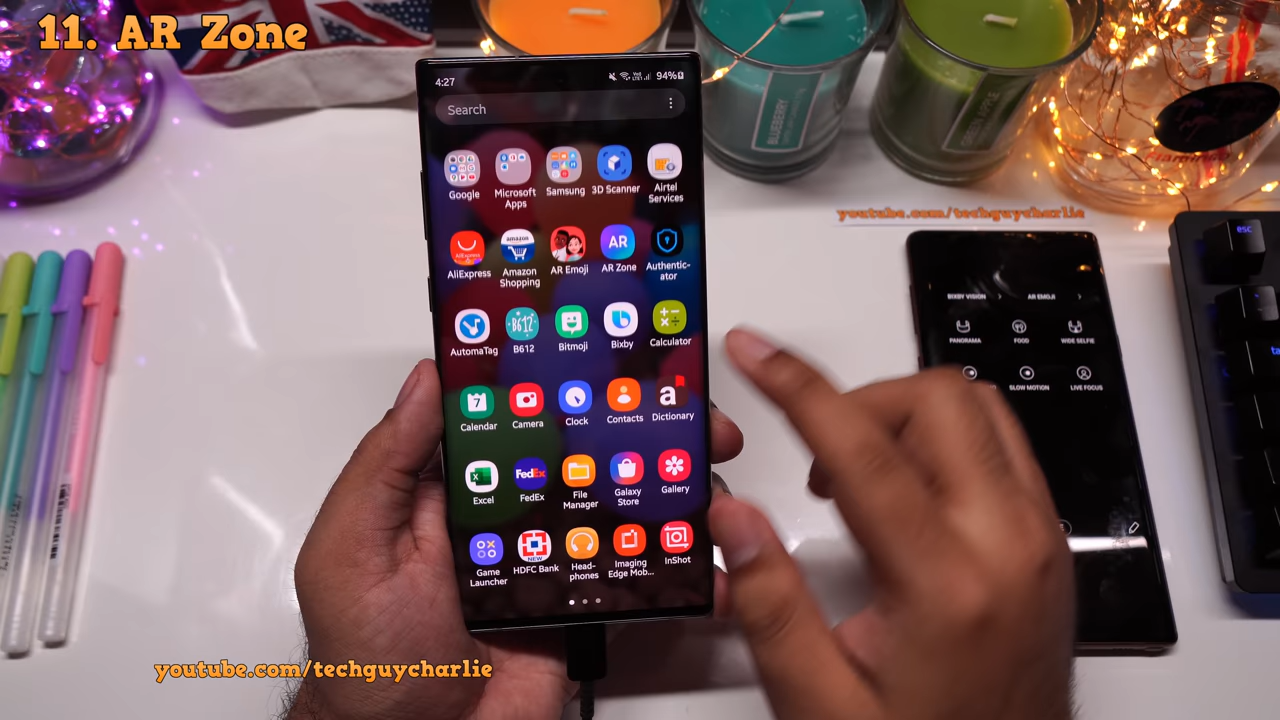 11. AR Zone
4:27
94%
Search
Google
Microsoft Apps
Samsung
3D Scanner
Airtel Services
AliExpress
amazon
Amazon Shopping
AR Emoji
AR
AR Zone
Authentic-ator
AutomaTag
B612
B612
Bitmoji
Bixby
Calculator
7
Calendar
Camera
Clock
Contacts
a
Dictionary
Excel
FedEx
FedEx
File Manager
Galaxy Store
Gallery
Game Launcher
NEW
HDFC Bank
Head-phones
Imaging Edge Mob...
InShot
youtube.com/techguycharlie
youtube.com/techguycharlie
BLUEBERRY
GREEN APPLE
BIXBY VISION
AR EMOJI
PANORAMA
FOOD
WIDE SELFIE
SLOW MOTION
LIVE FOCUS
esc